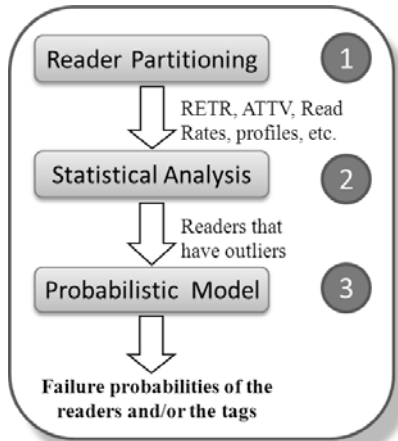 Reader Partitioning
1
RETR, ATTV, Read
Rates, profiles, etc.
Statistical Analysis
2
Readers that
have outliers
Probabilistic Model
3
Failure probabilities of the
readers and/or the tags